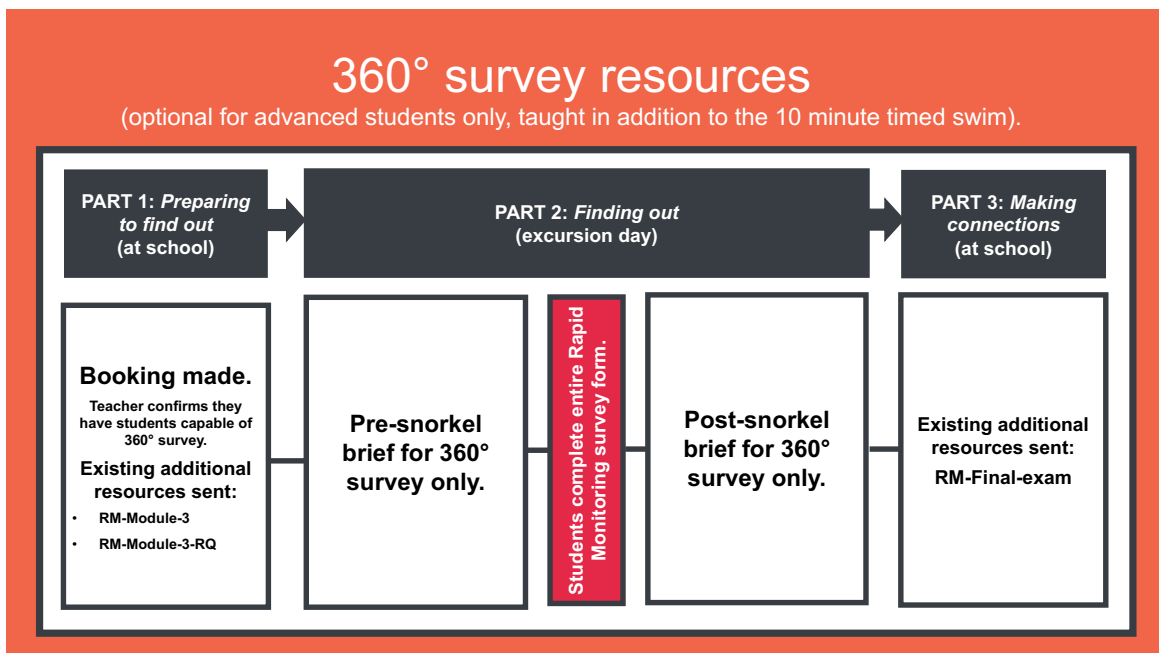 360° survey resources
(optional for advanced students only, taught in addition to the 10 minute timed swim).
PART 1: Preparing
to find out
(at school)
PART 2: Finding out
(excursion day)
PART 3: Making
connections
(at school)
Booking made.
Teacher confirms they
have students capable of
360° survey.
Existing additional
resources sent:
• RM-Module-3
• RM-Module-3-RQ
Pre-snorkel
brief for 360°
survey only.
Students complete entire Rapid
Monitoring survey form.
Post-snorkel
brief for 360°
survey only.
Existing additional
resources sent:
RM-Final-exam